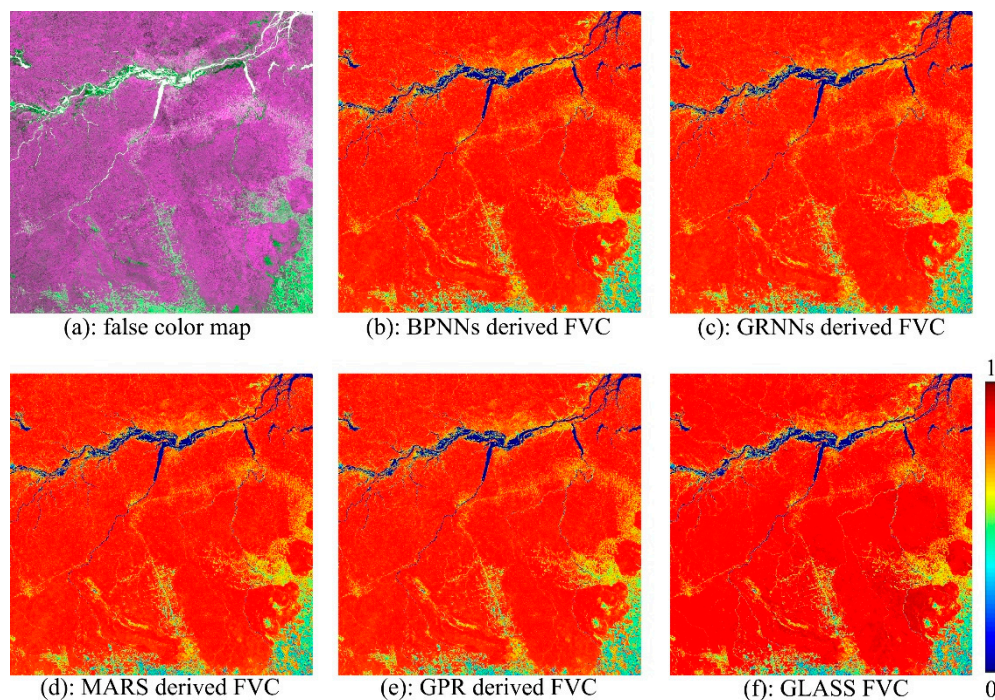 (a): false color map
(b): BPNNs derived FVC
(c): GRNNs derived FVC
1
(d): MARS derived FVC
(e): GPR derived FVC
(f): GLASS FVC
0